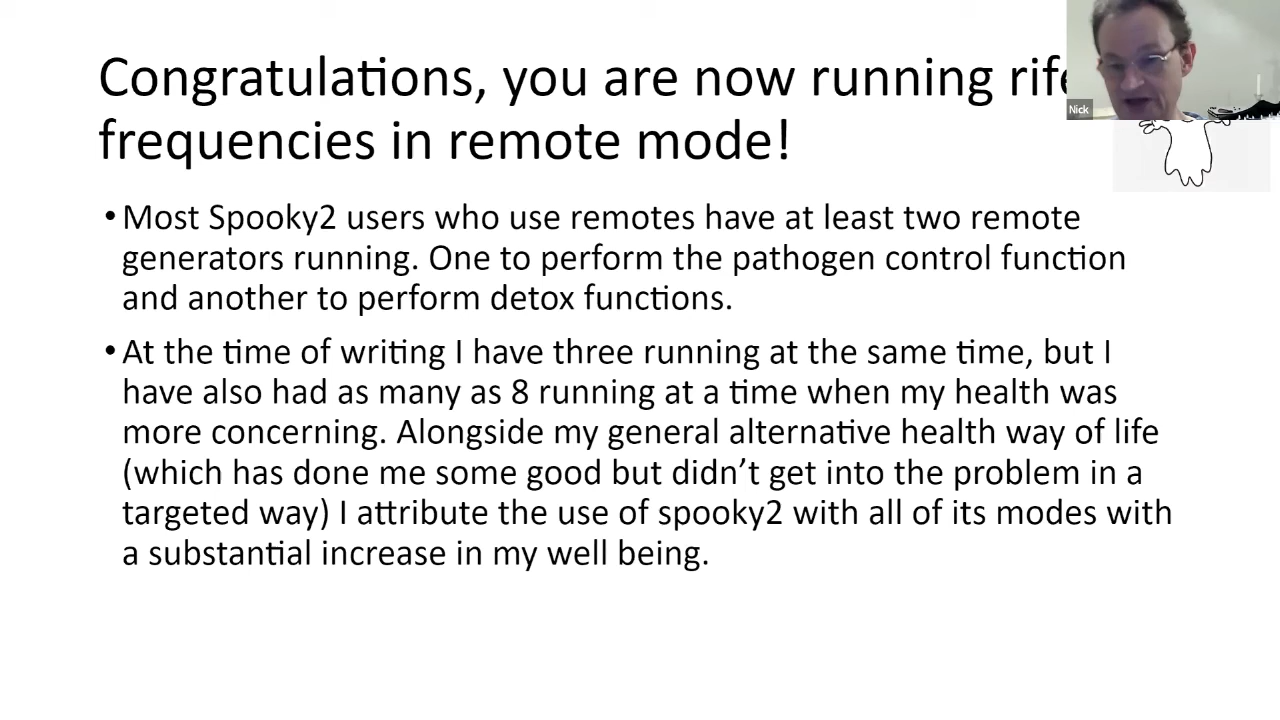 Congratulations, you are now running rife
frequencies in remote mode!
Nick
• Most Spooky2 users who use remotes have at least two remote
generators running. One to perform the pathogen control function
and another to perform detox functions.
• At the time of writing I have three running at the same time, but I
have also had as many as 8 running at a time when my health was
more concerning. Alongside my general alternative health way of life
(which has done me some good but didn’t get into the problem in a
targeted way) I attribute the use of spooky2 with all of its modes with
a substantial increase in my well being.